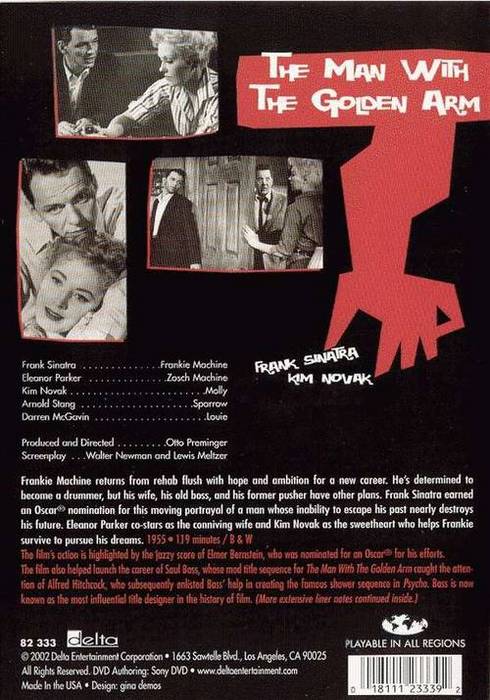 The Man With
The Golden Arm
Frank Sinatra
Kim Novak
Frank Sinatra . . . . . . . . . . . . . .Frankie Machine
Eleanor Parker . . . . . . . . . . . . .Zosch Machine
Kim Novak . . . . . . . . . . . . . . . . . . . . . .Molly
Arnold Stang . . . . . . . . . . . . . . . . . .Sparrow
Darren McGavin . . . . . . . . . . . . . . . . .Louie
Produced and Directed . . . . . . . .Otto Preminger
Screenplay . . .Walter Newman and Lewis Meltzer
Frankie Machine returns from rehab flush with hope and ambition for a new career. He's determined to
become a drummer, but his wife, his old boss, and his former pusher have other plans. Frank Sinatra earned
an Oscar® nomination for this moving portrayal of a man whose inability to escape his past nearly destroys
his future. Eleanor Parker co-stars as the conniving wife and Kim Novak as the sweetheart who helps Frankie
survive to pursue his dreams. 1955 • 119 minutes / B & W
The film's action is highlighted by the jazzy score of Elmer Bernstein, who was nominated for an Oscar® for his efforts.
The film also helped launch the career of Saul Bass, whose mod title sequence for The Man With The Golden Arm caught the atten-
tion of Alfred Hitchcock, who subsequently enlisted Bass' help in creating the famous shower sequence in Psycho. Bass is now
known as the most influential title designer in the history of film. (More extensive liner notes continued inside.)
82 333 delta
© 2002 Delta Entertainment Corporation • 1663 Sawtelle Blvd., Los Angeles, CA 90025
All Rights Reserved. DVD Authoring: Sony DVD • www.deltaentertainment.com
Made In the USA • Design: gina demos
PLAYABLE IN ALL REGIONS
0 18111 23339 2